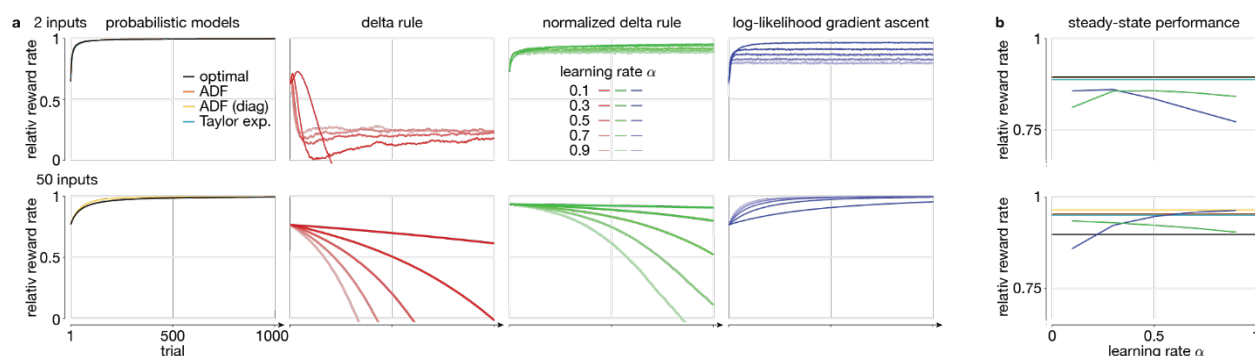 a
2 inputs
probabilistic models
delta rule
normalized delta rule
log-likelihood gradient ascent
b
steady-state performance
relativ reward rate
1
0.5
0
optimal
ADF
ADF (diag)
Taylor exp.
learning rate α
0.1
0.3
0.5
0.7
0.9
relativ reward rate
1
0.75
50 inputs
relativ reward rate
1
0.5
0
1
500
1000
trial
relativ reward rate
1
0.75
0
0.5
1
learning rate α